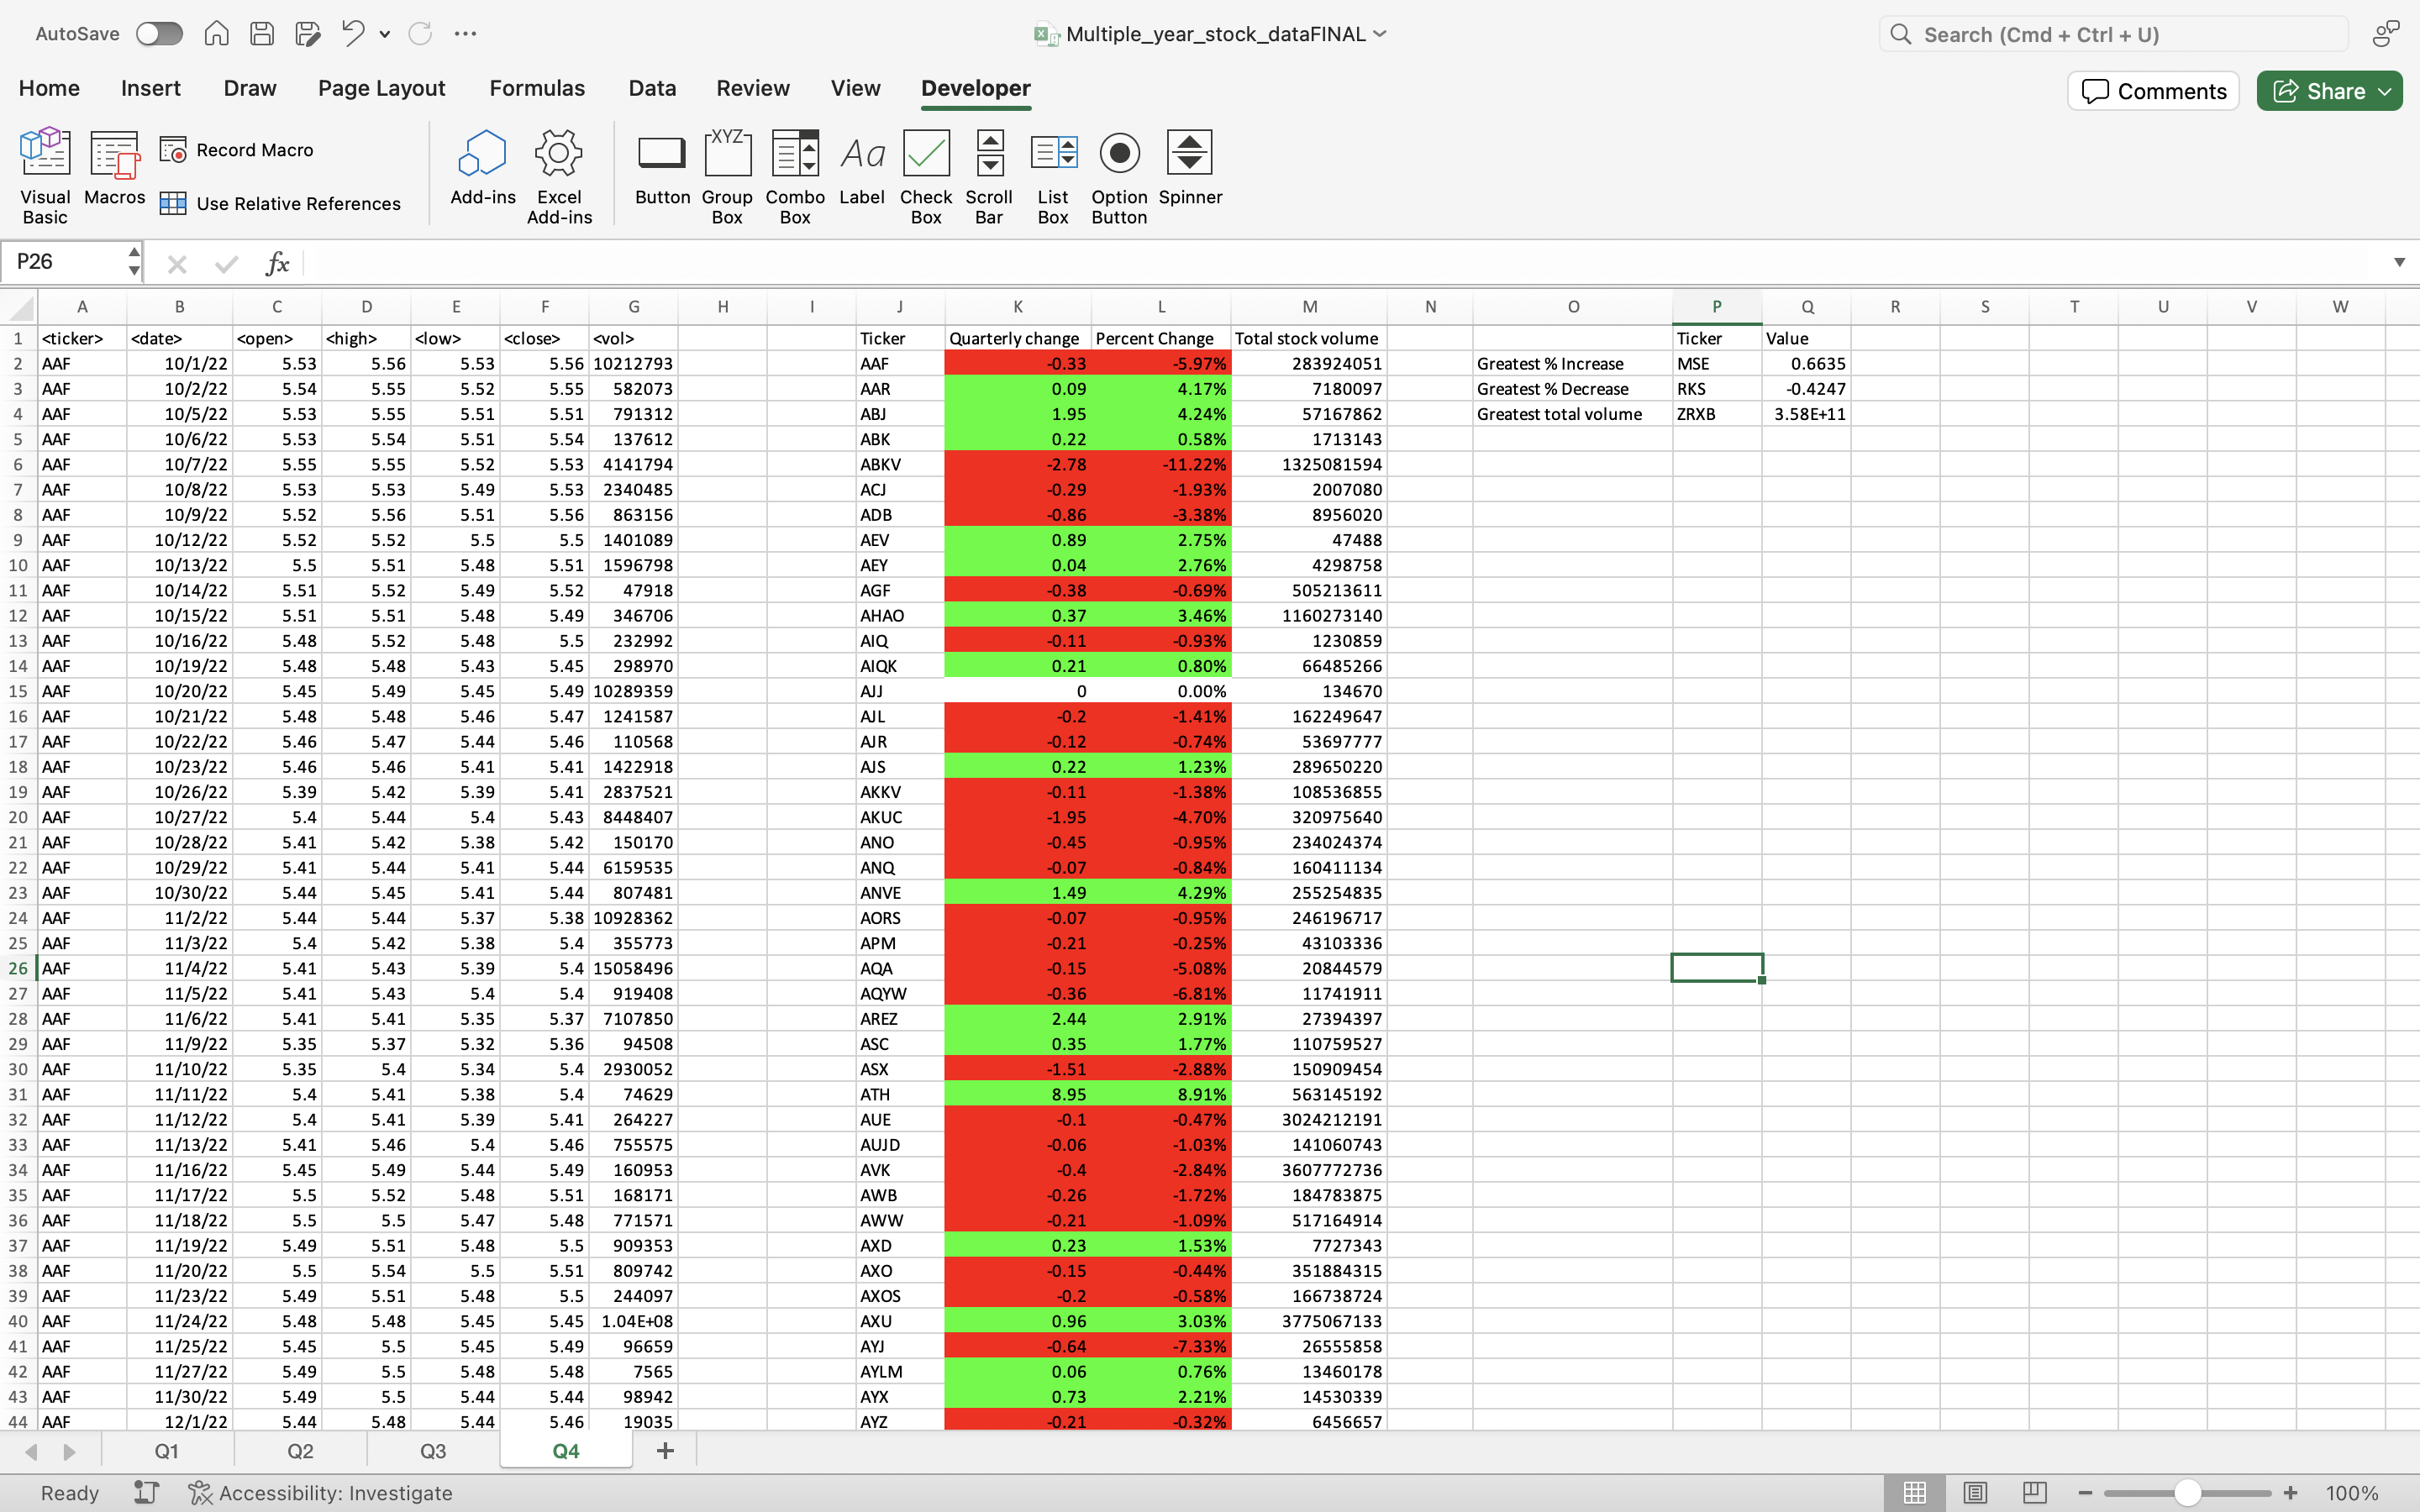 AutoSave
Multiple_year_stock_dataFINAL
Search (Cmd + Ctrl + U)
Home Insert Draw Page Layout Formulas Data Review View Developer
Comments Share
Visual Basic
Macros
Record Macro
Use Relative References
Add-ins
Excel Add-ins
Button
XYZ
Group Box
Combo Box
Aa
Label
Check Box
Scroll Bar
List Box
Option Button
Spinner
P26 fx
A B C D E F G H I J K L M N O P Q R S T U V W
1 <ticker> <date> <open> <high> <low> <close> <vol> Ticker Quarterly change Percent Change Total stock volume Ticker Value
2 AAF 10/1/22 5.53 5.56 5.53 5.56 10212793 AAF -0.33 -5.97% 283924051 Greatest % Increase MSE 0.6635
3 AAF 10/2/22 5.54 5.55 5.52 5.55 582073 AAR 0.09 4.17% 7180097 Greatest % Decrease RKS -0.4247
4 AAF 10/5/22 5.53 5.55 5.51 5.51 791312 ABJ 1.95 4.24% 57167862 Greatest total volume ZRXB 3.58E+11
5 AAF 10/6/22 5.53 5.54 5.51 5.54 137612 ABK 0.22 0.58% 1713143
6 AAF 10/7/22 5.55 5.55 5.52 5.53 4141794 ABKV -2.78 -11.22% 1325081594
7 AAF 10/8/22 5.53 5.53 5.49 5.53 2340485 ACJ -0.29 -1.93% 2007080
8 AAF 10/9/22 5.52 5.56 5.51 5.56 863156 ADB -0.86 -3.38% 8956020
9 AAF 10/12/22 5.52 5.52 5.5 5.5 1401089 AEV 0.89 2.75% 47488
10 AAF 10/13/22 5.5 5.51 5.48 5.51 1596798 AEY 0.04 2.76% 4298758
11 AAF 10/14/22 5.51 5.52 5.49 5.52 47918 AGF -0.38 -0.69% 505213611
12 AAF 10/15/22 5.51 5.51 5.48 5.49 346706 AHAO 0.37 3.46% 1160273140
13 AAF 10/16/22 5.48 5.52 5.48 5.5 232992 AIQ -0.11 -0.93% 1230859
14 AAF 10/19/22 5.48 5.48 5.43 5.45 298970 AIQK 0.21 0.80% 66485266
15 AAF 10/20/22 5.45 5.49 5.45 5.49 10289359 AJJ 0 0.00% 134670
16 AAF 10/21/22 5.48 5.48 5.46 5.47 1241587 AJL -0.2 -1.41% 162249647
17 AAF 10/22/22 5.46 5.47 5.44 5.46 110568 AJR -0.12 -0.74% 53697777
18 AAF 10/23/22 5.46 5.46 5.41 5.41 1422918 AJS 0.22 1.23% 289650220
19 AAF 10/26/22 5.39 5.42 5.39 5.41 2837521 AKKV -0.11 -1.38% 108536855
20 AAF 10/27/22 5.4 5.44 5.4 5.43 8448407 AKUC -1.95 -4.70% 320975640
21 AAF 10/28/22 5.41 5.42 5.38 5.42 150170 ANO -0.45 -0.95% 234024374
22 AAF 10/29/22 5.41 5.44 5.41 5.44 6159535 ANQ -0.07 -0.84% 160411134
23 AAF 10/30/22 5.44 5.45 5.41 5.44 807481 ANVE 1.49 4.29% 255254835
24 AAF 11/2/22 5.44 5.44 5.37 5.38 10928362 AORS -0.07 -0.95% 246196717
25 AAF 11/3/22 5.4 5.42 5.38 5.4 355773 APM -0.21 -0.25% 43103336
26 AAF 11/4/22 5.41 5.43 5.39 5.4 15058496 AQA -0.15 -5.08% 20844579
27 AAF 11/5/22 5.41 5.43 5.4 5.4 919408 AQYW -0.36 -6.81% 11741911
28 AAF 11/6/22 5.41 5.41 5.35 5.37 7107850 AREZ 2.44 2.91% 27394397
29 AAF 11/9/22 5.35 5.37 5.32 5.36 94508 ASC 0.35 1.77% 110759527
30 AAF 11/10/22 5.35 5.4 5.34 5.4 2930052 ASX -1.51 -2.88% 150909454
31 AAF 11/11/22 5.4 5.41 5.38 5.4 74629 ATH 8.95 8.91% 563145192
32 AAF 11/12/22 5.4 5.41 5.39 5.41 264227 AUE -0.1 -0.47% 3024212191
33 AAF 11/13/22 5.41 5.46 5.4 5.46 755575 AUJD -0.06 -1.03% 141060743
34 AAF 11/16/22 5.45 5.49 5.44 5.49 160953 AVK -0.4 -2.84% 3607772736
35 AAF 11/17/22 5.5 5.52 5.48 5.51 168171 AWB -0.26 -1.72% 184783875
36 AAF 11/18/22 5.5 5.5 5.47 5.48 771571 AWW -0.21 -1.09% 517164914
37 AAF 11/19/22 5.49 5.51 5.48 5.5 909353 AXD 0.23 1.53% 7727343
38 AAF 11/20/22 5.5 5.54 5.5 5.51 809742 AXO -0.15 -0.44% 351884315
39 AAF 11/23/22 5.49 5.51 5.48 5.5 244097 AXOS -0.2 -0.58% 166738724
40 AAF 11/24/22 5.48 5.48 5.45 5.45 1.04E+08 AXU 0.96 3.03% 3775067133
41 AAF 11/25/22 5.45 5.5 5.45 5.49 96659 AYJ -0.64 -7.33% 26555858
42 AAF 11/27/22 5.49 5.5 5.48 5.48 7565 AYLM 0.06 0.76% 13460178
43 AAF 11/30/22 5.49 5.5 5.44 5.44 98942 AYX 0.73 2.21% 14530339
44 AAF 12/1/22 5.44 5.48 5.44 5.46 19035 AYZ -0.21 -0.32% 6456657
Q1 Q2 Q3 Q4 +
Ready Accessibility: Investigate 100%